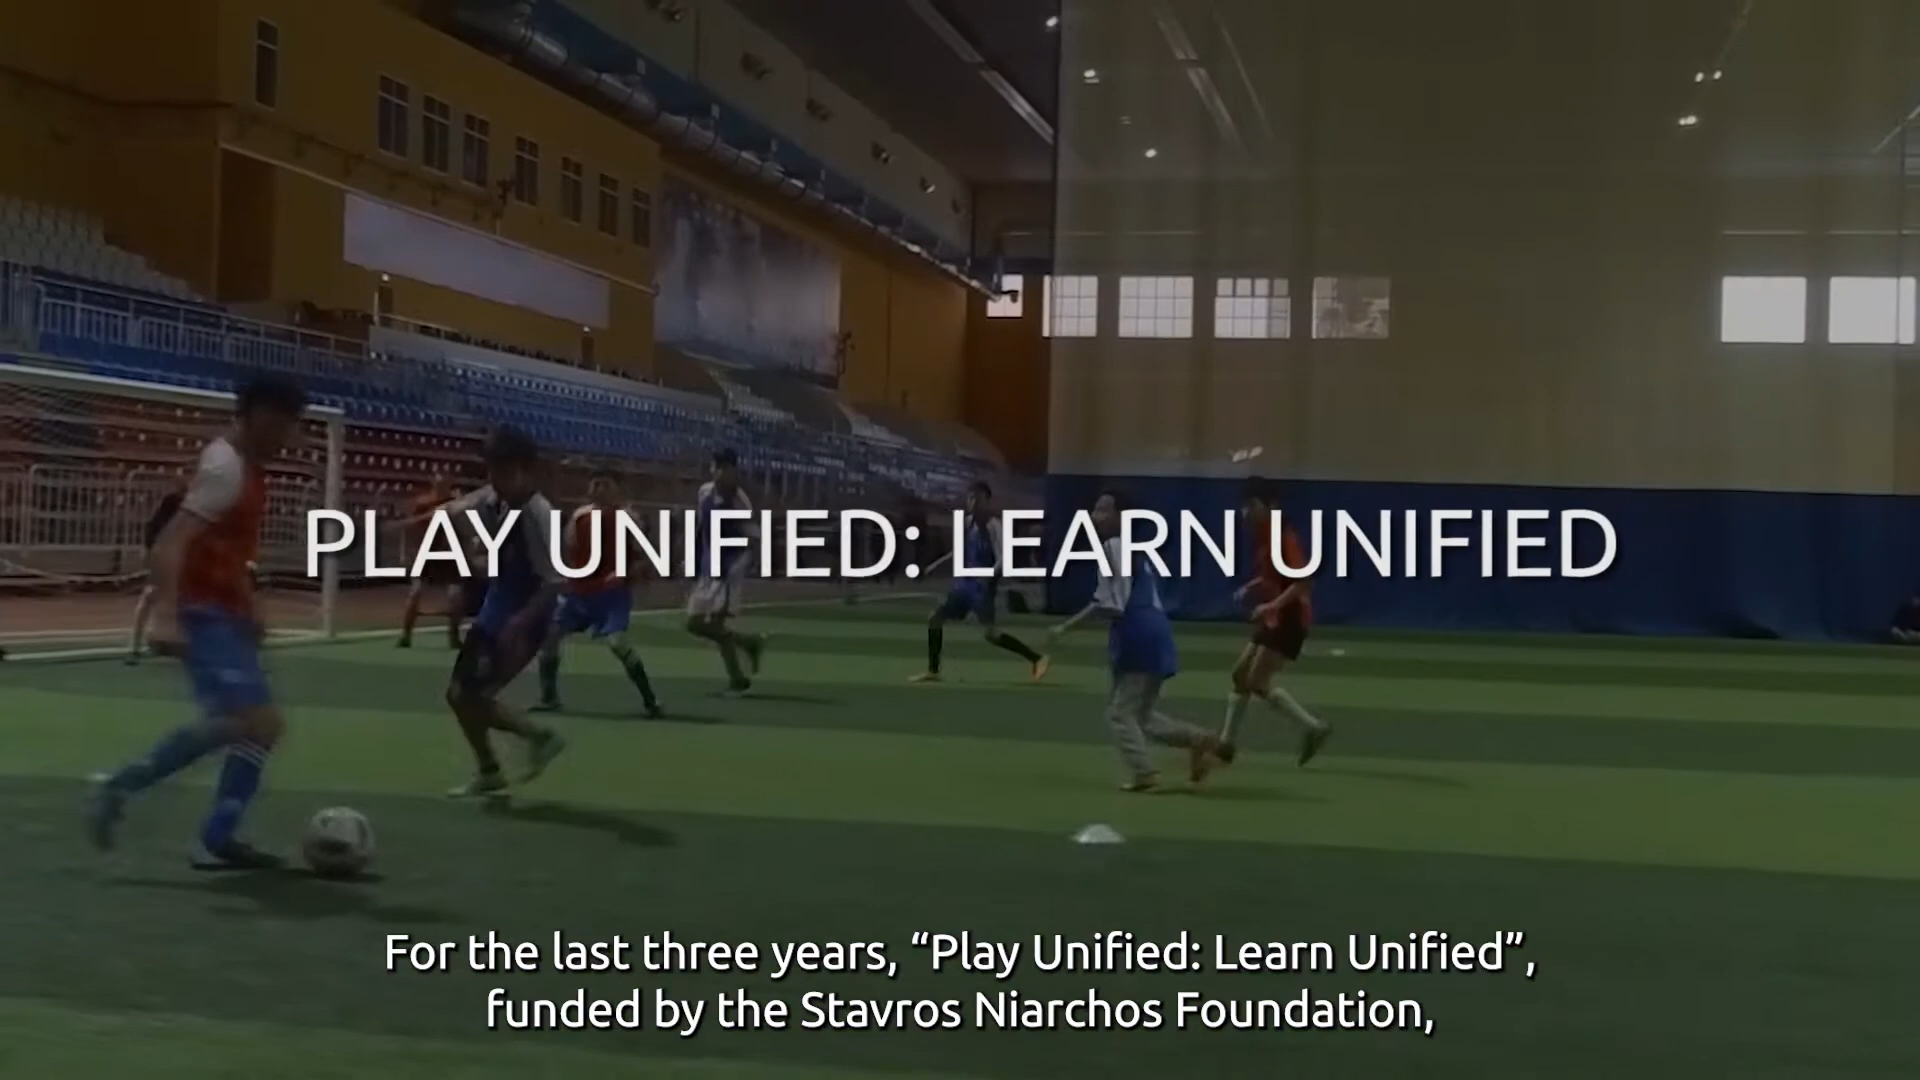 PLAY UNIFIED: LEARN UNIFIED
For the last three years, “Play Unified: Learn Unified”,
funded by the Stavros Niarchos Foundation,